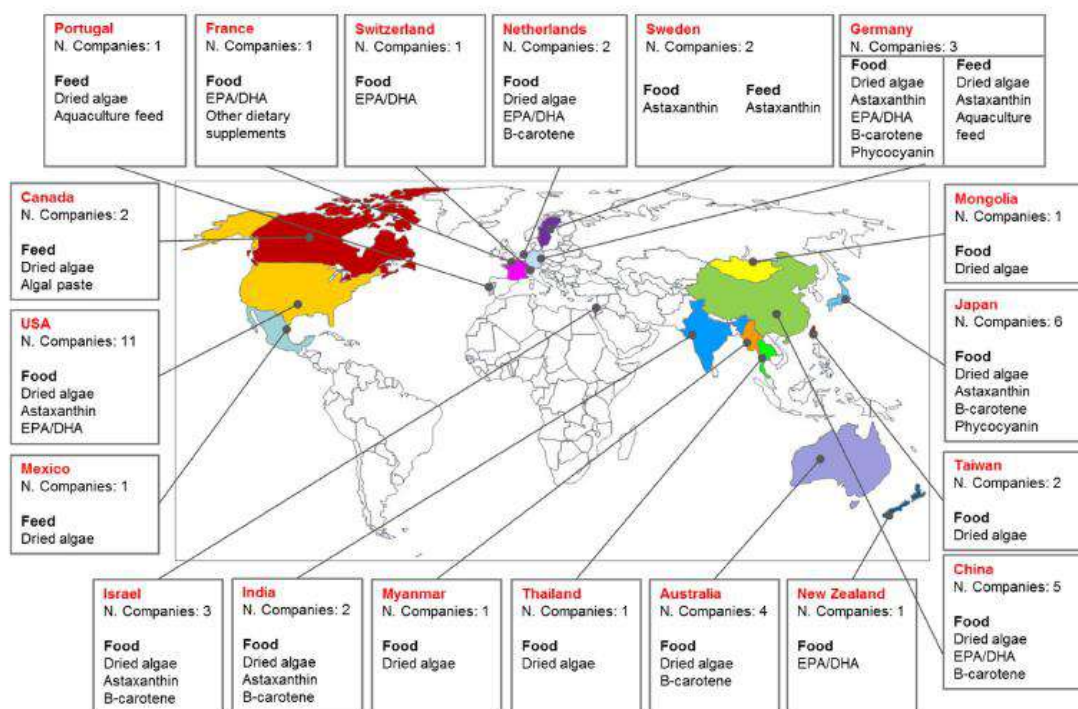 Portugal
N. Companies: 1
Feed
Dried algae
Aquaculture feed
France
N. Companies: 1
Food
EPA/DHA
Other dietary
supplements
Switzerland
N. Companies: 1
Food
EPA/DHA
Netherlands
N. Companies: 2
Food
Dried algae
EPA/DHA
B-carotene
Sweden
N. Companies: 2
Food
Astaxanthin
Feed
Astaxanthin
Germany
N. Companies: 3
Food
Dried algae
Astaxanthin
EPA/DHA
B-carotene
Phycocyanin
Feed
Dried algae
Astaxanthin
Aquaculture
feed
Canada
N. Companies: 2
Feed
Dried algae
Algal paste
USA
N. Companies: 11
Food
Dried algae
Astaxanthin
EPA/DHA
Mexico
N. Companies: 1
Feed
Dried algae
Mongolia
N. Companies: 1
Food
Dried algae
Japan
N. Companies: 6
Food
Dried algae
Astaxanthin
B-carotene
Phycocyanin
Taiwan
N. Companies: 2
Food
Dried algae
China
N. Companies: 5
Food
Dried algae
EPA/DHA
B-carotene
Israel
N. Companies: 3
Food
Dried algae
Astaxanthin
B-carotene
India
N. Companies: 2
Food
Dried algae
Astaxanthin
B-carotene
Myanmar
N. Companies: 1
Food
Dried algae
Thailand
N. Companies: 1
Food
Dried algae
Australia
N. Companies: 4
Food
Dried algae
B-carotene
New Zealand
N. Companies: 1
Food
EPA/DHA